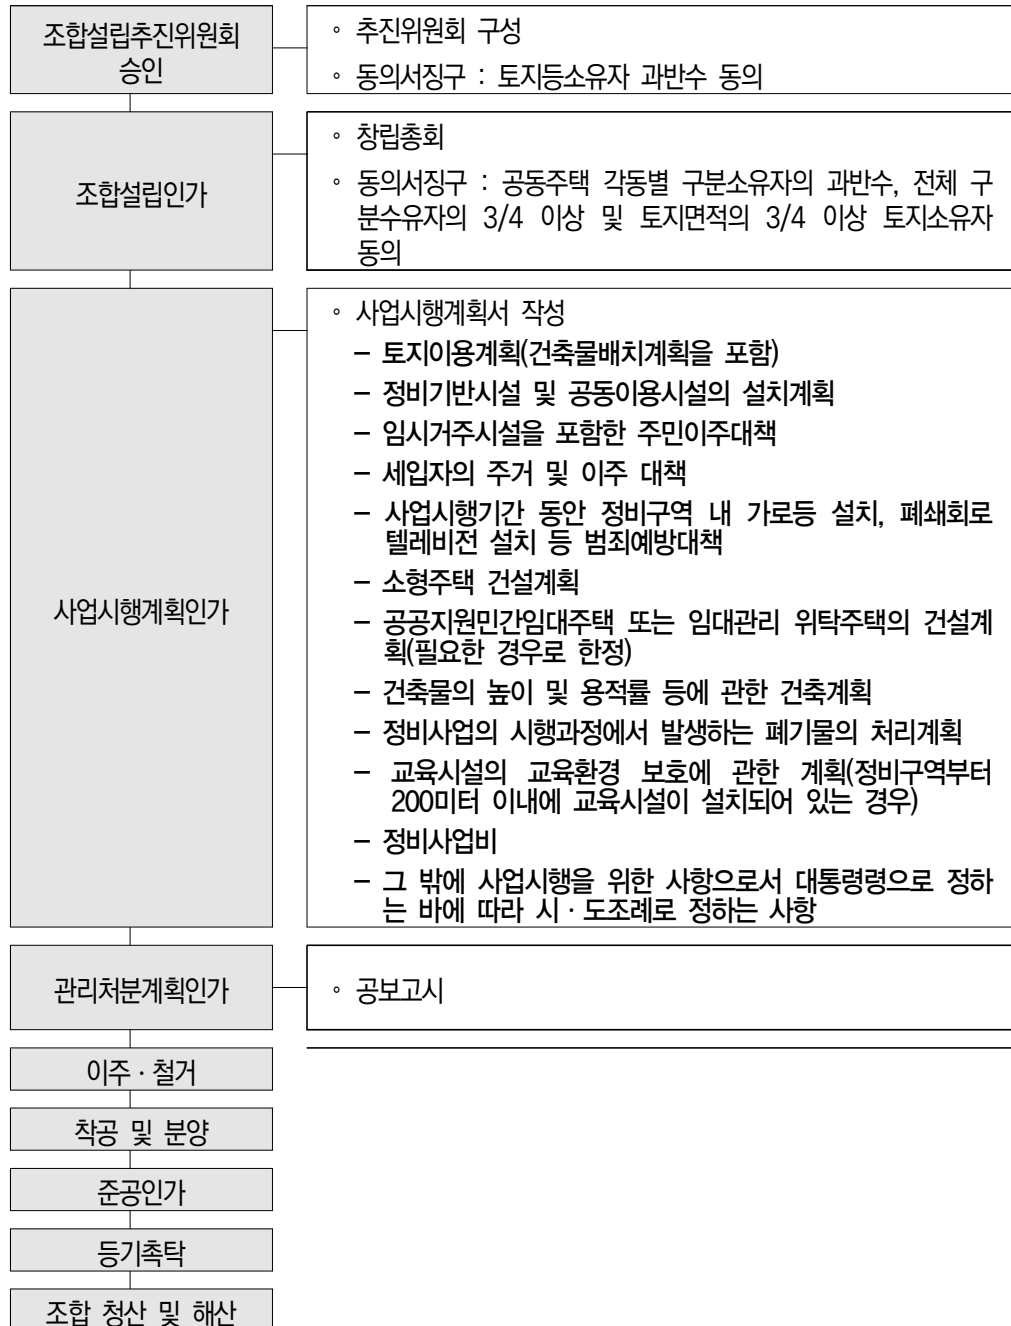 조합설립추진위원회
승인
◦ 추진위원회 구성
◦ 동의서징구 : 토지등소유자 과반수 동의
조합설립인가
◦ 창립총회
◦ 동의서징구 : 공동주택 각동별 구분소유자의 과반수, 전체 구
분수유자의 3/4 이상 및 토지면적의 3/4 이상 토지소유자
동의
사업시행계획인가
◦ 사업시행계획서 작성
– 토지이용계획(건축물배치계획을 포함)
– 정비기반시설 및 공동이용시설의 설치계획
– 임시거주시설을 포함한 주민이주대책
– 세입자의 주거 및 이주 대책
– 사업시행기간 동안 정비구역 내 가로등 설치, 폐쇄회로
텔레비전 설치 등 범죄예방대책
– 소형주택 건설계획
– 공공지원민간임대주택 또는 임대관리 위탁주택의 건설계
획(필요한 경우로 한정)
– 건축물의 높이 및 용적률 등에 관한 건축계획
– 정비사업의 시행과정에서 발생하는 폐기물의 처리계획
– 교육시설의 교육환경 보호에 관한 계획(정비구역부터
200미터 이내에 교육시설이 설치되어 있는 경우)
– 정비사업비
– 그 밖에 사업시행을 위한 사항으로서 대통령령으로 정하
는 바에 따라 시 · 도조례로 정하는 사항
관리처분계획인가
◦ 공보고시
이주 · 철거
착공 및 분양
준공인가
등기촉탁
조합 청산 및 해산